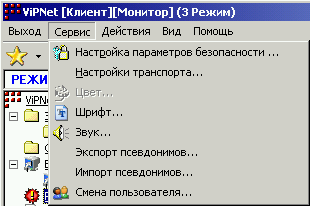 ViPNet [Клиент][Монитор] (3 Режим)
Выход Сервис Действия Вид Помощь
Настройка параметров безопасности ...
Настройки транспорта...
РЕЖИ
Цвет...
ViPNe
Шрифт...
Звук...
Экспорт псевдонимов...
Импорт псевдонимов...
Смена пользователя...